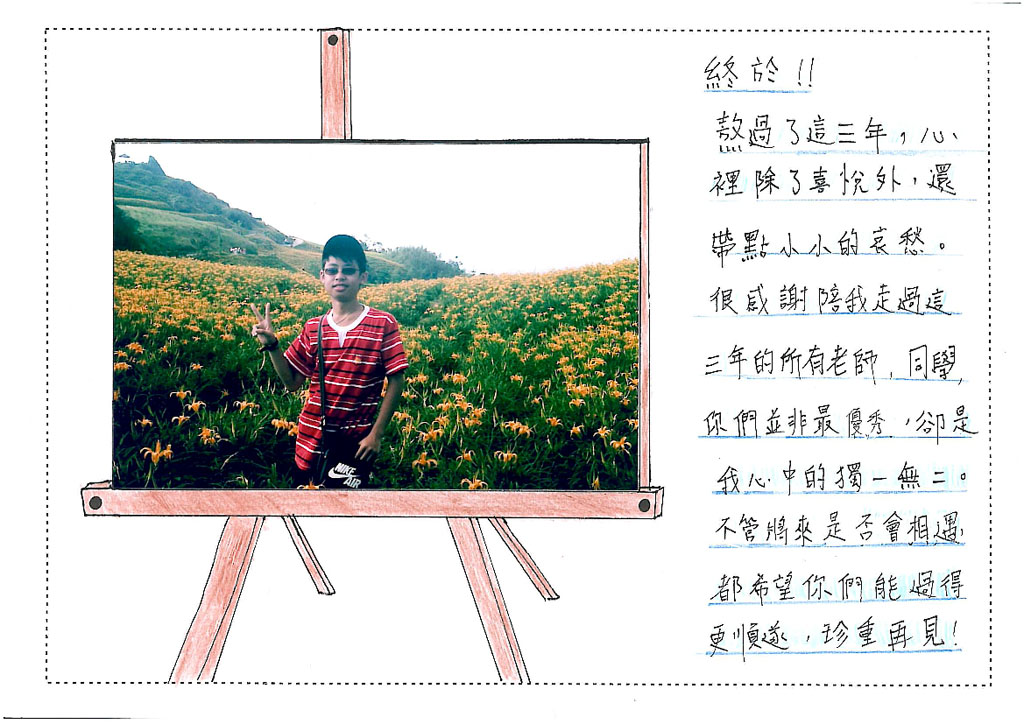 終於!!
熬過了這三年，心
裡除了喜悅外，還
帶點小小的哀愁。
很感謝陪我走過這
三年的所有老師，同學，
你們並非最優秀，卻是
我心中的獨一無二。
不管將來是否會相遇，
都希望你們能過得
更順遂，珍重再見!
NIKE
AIR